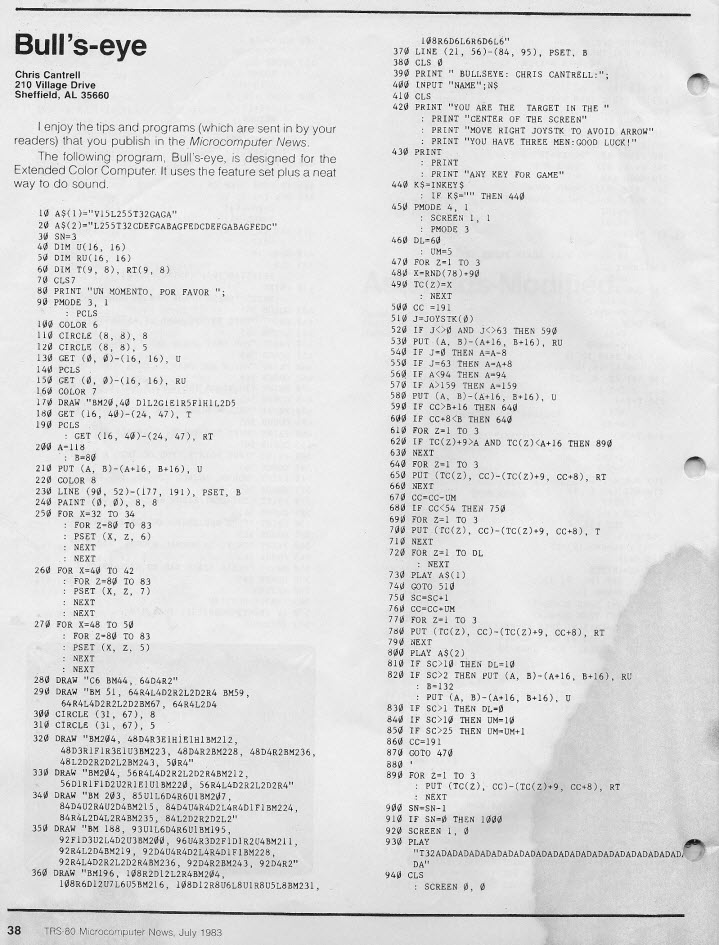 Bull's-eye
Chris Cantrell
210 Village Drive
Sheffield, AL 35660
I enjoy the tips and programs (which are sent in by your
readers) that you publish in the Microcomputer News.
The following program, Bull's-eye, is designed for the
Extended Color Computer. It uses the feature set plus a neat
way to do sound.
10 A$(1)="V15L255T32GAGA"
20 A$(2)="L255T32CDEFGABAGFEDCDEFGABAGFEDC"
30 SN=3
40 DIM U(16, 16)
50 DIM RU(16, 16)
60 DIM T(9, 8), RT(9, 8)
70 CLS7
80 PRINT "UN MOMENTO, POR FAVOR ";
90 PMODE 3, 1
: PCLS
100 COLOR 6
110 CIRCLE (8, 8), 8
120 CIRCLE (8, 8), 5
130 GET (0, 0)-(16, 16), U
140 PCLS
150 GET (0, 0)-(16, 16), RU
160 COLOR 7
170 DRAW "BM20,40 D1L2G1E1R5F1H1L2D5
180 GET (16, 40)-(24, 47), T
190 PCLS
: GET (16, 40)-(24, 47), RT
200 A=118
: B=80
210 PUT (A, B)-(A+16, B+16), U
220 COLOR 8
230 LINE (90, 52)-(177, 191), PSET, B
240 PAINT (0, 0), 8, 8
250 FOR X=32 TO 34
: FOR Z=80 TO 83
: PSET (X, Z, 6)
: NEXT
: NEXT
260 FOR X=40 TO 42
: FOR Z=80 TO 83
: PSET (X, Z, 7)
: NEXT
: NEXT
270 FOR X=48 TO 50
: FOR Z=80 TO 83
: PSET (X, Z, 5)
: NEXT
: NEXT
280 DRAW "C6 BM44, 64D4R2"
290 DRAW "BM 51, 64R4L4D2R2L2D2R4 BM59,
64R4L4D2R2L2D2BM67, 64R4L2D4
300 CIRCLE (31, 67), 8
310 CIRCLE (31, 67), 5
320 DRAW "BM204, 48D4R3E1H1E1H1BM212,
48D3R1F1R3E1U3BM223, 48D4R2BM228, 48D4R2BM236,
48L2D2R2D2L2BM243, 50R4"
330 DRAW "BM204, 56R4L4D2R2L2D2R4BM212,
56D1R1F1D2U2R1E1U1BM220, 56R4L4D2R2L2D2R4"
340 DRAW "BM 203, 85U1L6D4R6U1BM207,
84D4U2R4U2D4BM215, 84D4U4R4D2L4R4D1F1BM224,
84R4L2D4L2R4BM235, 84L2D2R2D2L2"
350 DRAW "BM 188, 93U1L6D4R6U1BM195,
92F1D3U2L4D2U3BM200, 96U4R3D2F1D1R2U4BM211,
92R4L2D4BM219, 92D4U4R4D2L4R4D1F1BM228,
92R4L4D2R2L2D2R4BM236, 92D4R2BM243, 92D4R2"
360 DRAW "BM196, 108R2D12L2R4BM204,
108R6D12U7L6U5BM216, 108D12R8U6L8U1R8U5L8BM231,
108R6D6L6R6D6L6"
370 LINE (21, 56)-(84, 95), PSET, B
380 CLS 0
390 PRINT " BULLSEYE: CHRIS CANTRELL:";
400 INPUT "NAME";N$
410 CLS
420 PRINT "YOU ARE THE TARGET IN THE "
: PRINT "CENTER OF THE SCREEN"
: PRINT "MOVE RIGHT JOYSTK TO AVOID ARROW"
: PRINT "YOU HAVE THREE MEN:GOOD LUCK!"
430 PRINT
: PRINT
: PRINT "ANY KEY FOR GAME"
440 K$=INKEY$
: IF K$="" THEN 440
450 PMODE 4, 1
: SCREEN 1, 1
: PMODE 3
460 DL=60
: UM=5
470 FOR Z=1 TO 3
480 X=RND(78)+90
490 TC(Z)=X
: NEXT
500 CC =191
510 J=JOYSTK(0)
520 IF J<>0 AND J<>63 THEN 590
530 PUT (A, B)-(A+16, B+16), RU
540 IF J=0 THEN A=A-8
550 IF J=63 THEN A=A+8
560 IF A<94 THEN A=94
570 IF A>159 THEN A=159
580 PUT (A, B)-(A+16, B+16), U
590 IF CC>B+16 THEN 640
600 IF CC+8<B THEN 640
610 FOR Z=1 TO 3
620 IF TC(Z)+9>A AND TC(Z)<A+16 THEN 890
630 NEXT
640 FOR Z=1 TO 3
650 PUT (TC(Z), CC)-(TC(Z)+9, CC+8), RT
660 NEXT
670 CC=CC-UM
680 IF CC<54 THEN 750
690 FOR Z=1 TO 3
700 PUT (TC(Z), CC)-(TC(Z)+9, CC+8), T
710 NEXT
720 FOR Z=1 TO DL
: NEXT
730 PLAY A$(1)
740 GOTO 510
750 SC=SC+1
760 CC=CC+UM
770 FOR Z=1 TO 3
780 PUT (TC(Z), CC)-(TC(Z)+9, CC+8), RT
790 NEXT
800 PLAY A$(2)
810 IF SC>10 THEN DL=10
820 IF SC>2 THEN PUT (A, B)-(A+16, B+16), RU
: B=132
: PUT (A, B)-(A+16, B+16), U
830 IF SC>1 THEN DL=0
840 IF SC>10 THEN UM=10
850 IF SC>25 THEN UM=UM+1
860 CC=191
870 GOTO 470
880 '
890 FOR Z=1 TO 3
: PUT (TC(Z), CC)-(TC(Z)+9, CC+8), RT
: NEXT
900 SN=SN-1
910 IF SN=0 THEN 1000
920 SCREEN 1, 0
930 PLAY
"T32ADADADADADADADADADADADADADADADADADADADADADADAD
DA"
940 CLS
: SCREEN 0, 0
38 TRS-80 Microcomputer News, July 1983